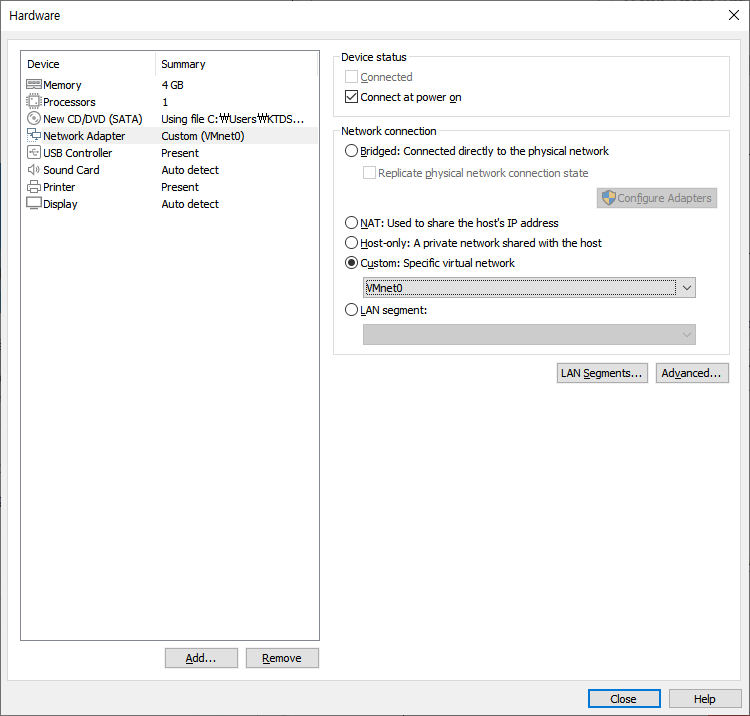 Hardware
Device Summary
Memory 4 GB
Processors 1
New CD/DVD (SATA) Using file C:₩Users₩KTDS...
Network Adapter Custom (VMnet0)
USB Controller Present
Sound Card Auto detect
Printer Present
Display Auto detect
Add...
Remove
Device status
Connected
Connect at power on
Network connection
Bridged: Connected directly to the physical network
Replicate physical network connection state
Configure Adapters
NAT: Used to share the host's IP address
Host-only: A private network shared with the host
Custom: Specific virtual network
VMnet0
LAN segment:
LAN Segments...
Advanced...
Close
Help